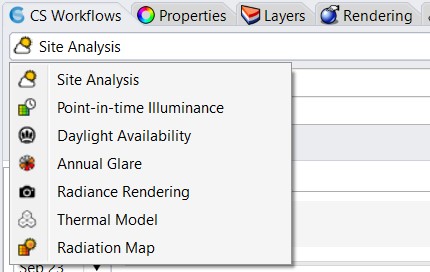 CS Workflows Properties Layers Rendering
Site Analysis
Site Analysis
Point-in-time Illuminance
Daylight Availability
Annual Glare
Radiance Rendering
Thermal Model
Radiation Map
Sep 23